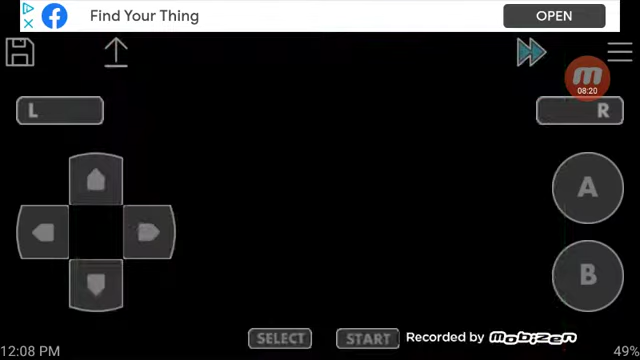 Find Your Thing
OPEN
08:20
L
R
A
B
SELECT
START
Recorded by MOBIZEN
12:08 PM
49%